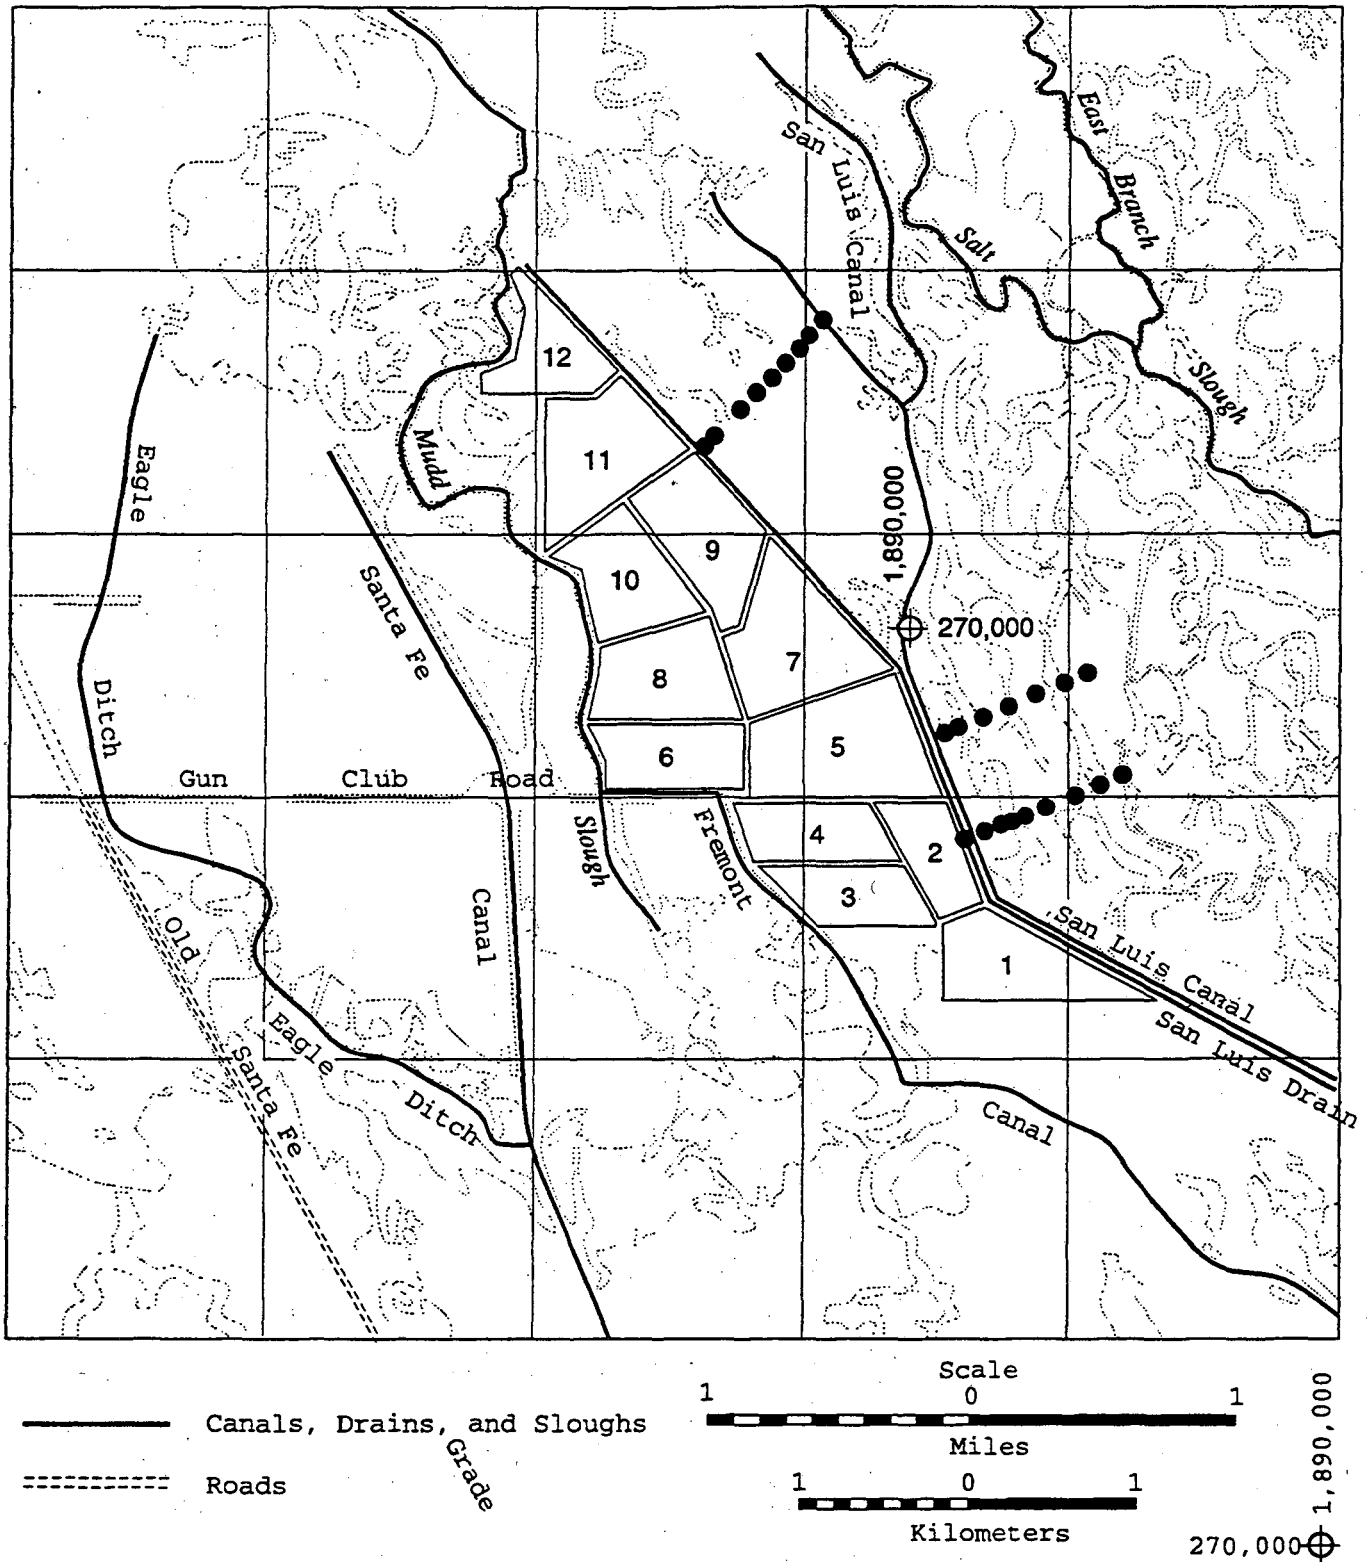 East
Branch
San Luis Canal
Salt
Slough
12
Mudd
11
Eagle
1,890,000
9
10
Santa Fe
270,000
7
8
Ditch
5
6
Gun Club Road
4
Fremont
Slough
2
3
Canal
Old
1
San Luis Canal
San Luis Drain
Eagle
Santa Fe
Ditch
Canal
Scale
1 0 1
Canals, Drains, and Sloughs
Miles
Grade
Roads
1 0 1
Kilometers
1,890,000
270,000